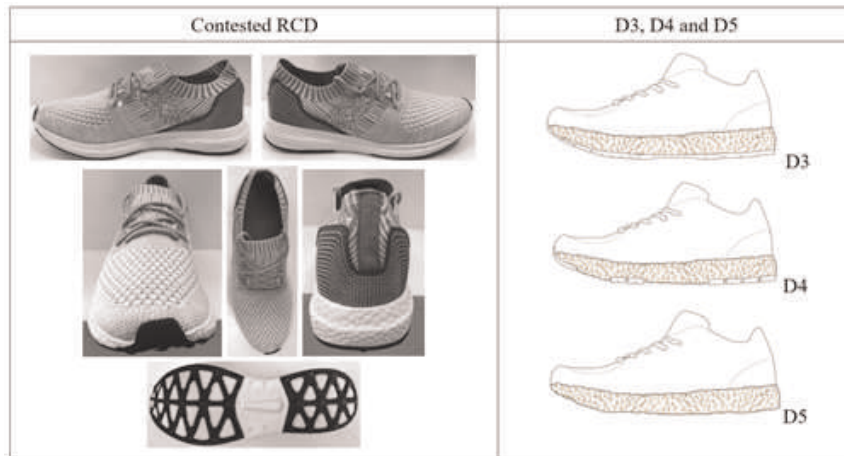 Contested RCD
D3, D4 and D5
D3
D4
D5